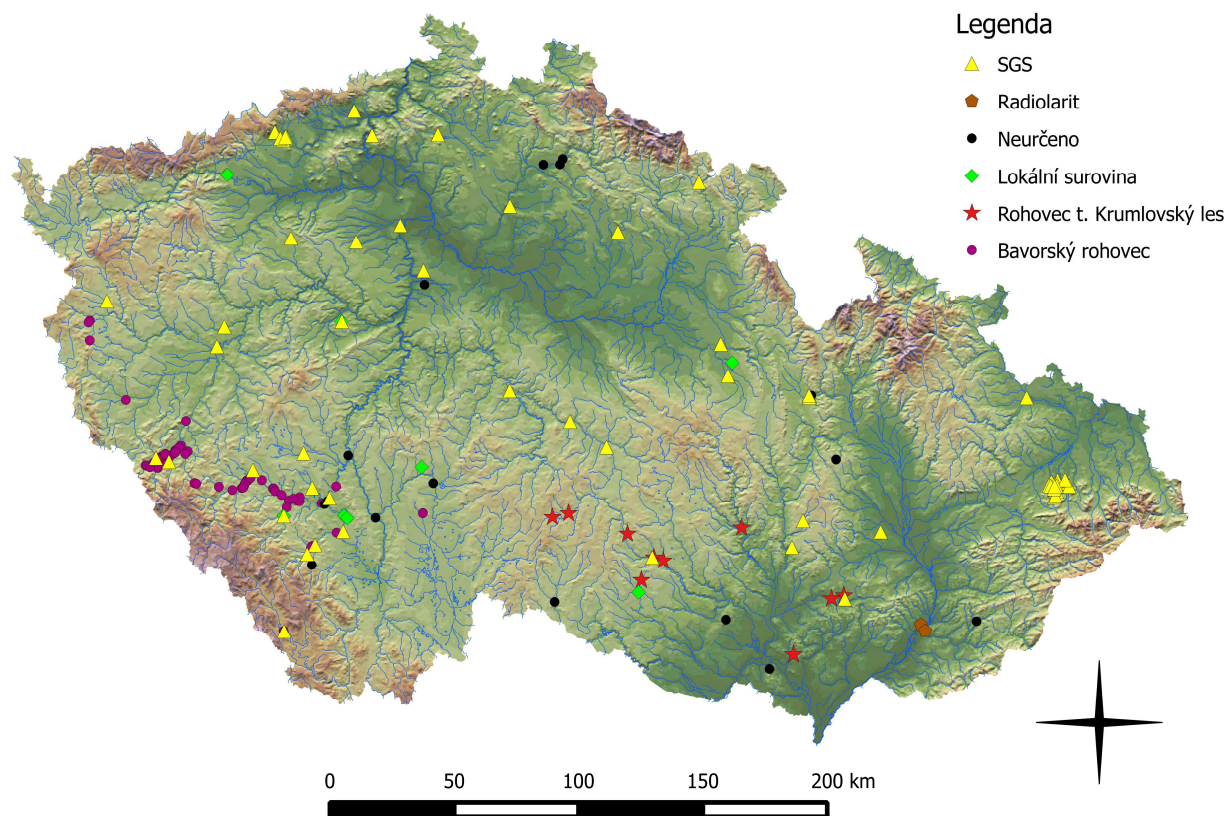 Legenda
SGS
Radiolarit
Neurčeno
Lokální surovina
Rohovec t. Krumlovský les
Bavorský rohovec
0 50 100 150 200 km